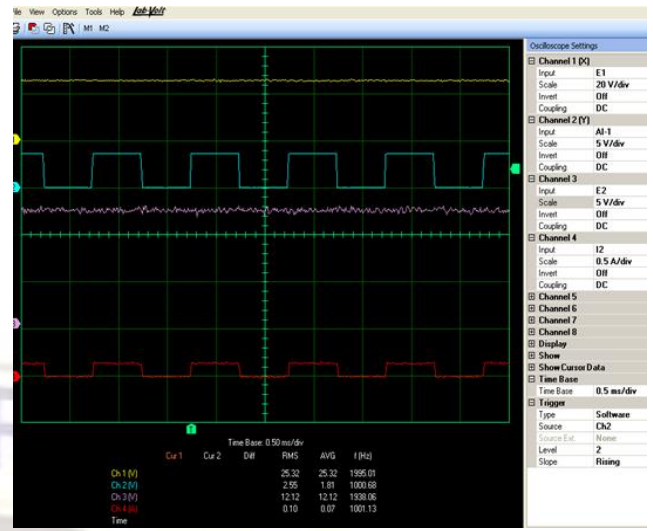 File View Options Tools Help Lab-Volt
M1 M2
Oscilloscope Settings
Channel 1 (X)
Input E1
Scale 20 V/div
Invert Off
Coupling DC
Channel 2 (Y)
Input AI-1
Scale 5 V/div
Invert Off
Coupling DC
Channel 3
Input E2
Scale 5 V/div
Invert Off
Coupling DC
Channel 4
Input I2
Scale 0.5 A/div
Invert Off
Coupling DC
Channel 5
Channel 6
Channel 7
Channel 8
Display
Show
Show Cursor Data
Time Base
Time Base 0.5 ms/div
Trigger
Type Software
Source Ch2
Source Ext. None
Level 2
Slope Rising
T
Time Base: 0.50 ms/div
Cur 1 Cur 2 Diff RMS AVG f (Hz)
Ch 1 (V) 25.32 25.32 1995.01
Ch 2 (V) 2.55 1.81 1000.68
Ch 3 (V) 12.12 12.12 1938.06
Ch 4 (A) 0.10 0.07 1001.13
Time